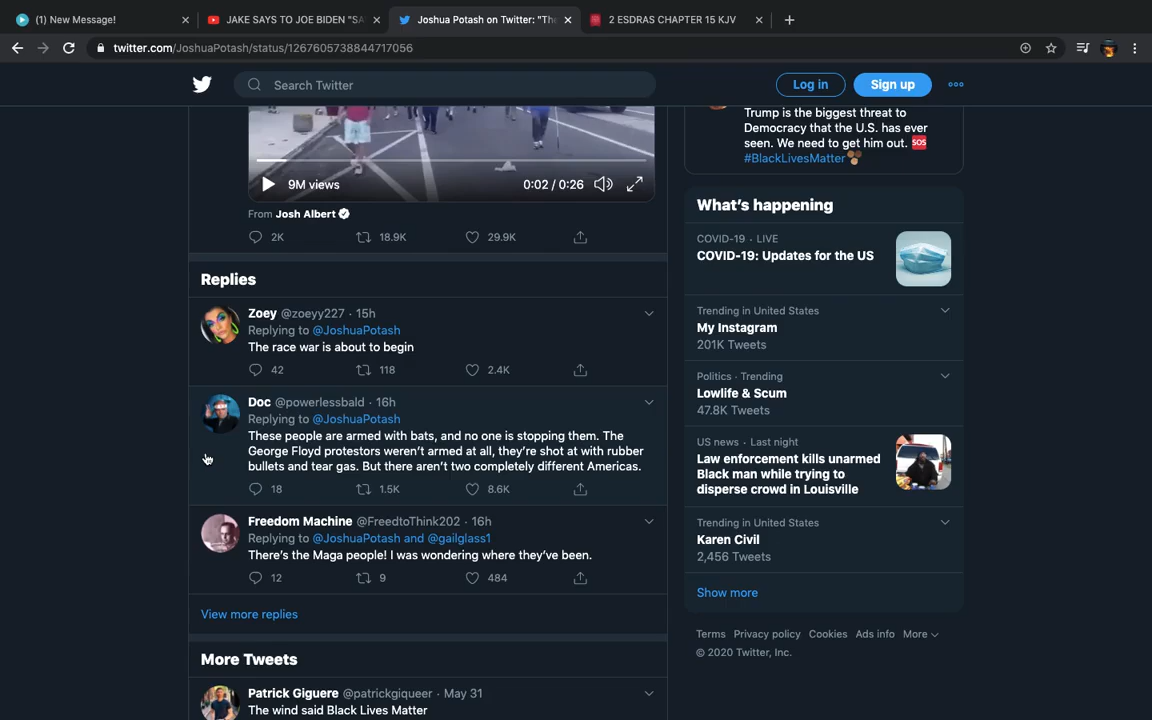 (1) New Message!
JAKE SAYS TO JOE BIDEN "SA
Joshua Potash on Twitter: "The
2 ESDRAS CHAPTER 15 KJV
twitter.com/JoshuaPotash/status/1267605738844717056
Search Twitter
Log in
Sign up
9M views
0:02 / 0:26
From Josh Albert
2K
18.9K
29.9K
Replies
Zoey @zoeyy227 · 15h
Replying to @JoshuaPotash
The race war is about to begin
42
118
2.4K
Doc @powerlessbald · 16h
Replying to @JoshuaPotash
These people are armed with bats, and no one is stopping them. The
George Floyd protestors weren't armed at all, they're shot at with rubber
bullets and tear gas. But there aren't two completely different Americas.
18
1.5K
8.6K
Freedom Machine @FreedtoThink202 · 16h
Replying to @JoshuaPotash and @gailglass1
There's the Maga people! I was wondering where they've been.
12
9
484
View more replies
More Tweets
Patrick Giguere @patrickgiqueer · May 31
The wind said Black Lives Matter
Trump is the biggest threat to
Democracy that the U.S. has ever
seen. We need to get him out. SOS
#BlackLivesMatter
What's happening
COVID-19 · LIVE
COVID-19: Updates for the US
Trending in United States
My Instagram
201K Tweets
Politics · Trending
Lowlife & Scum
47.8K Tweets
US news · Last night
Law enforcement kills unarmed
Black man while trying to
disperse crowd in Louisville
Trending in United States
Karen Civil
2,456 Tweets
Show more
Terms Privacy policy Cookies Ads info More
© 2020 Twitter, Inc.